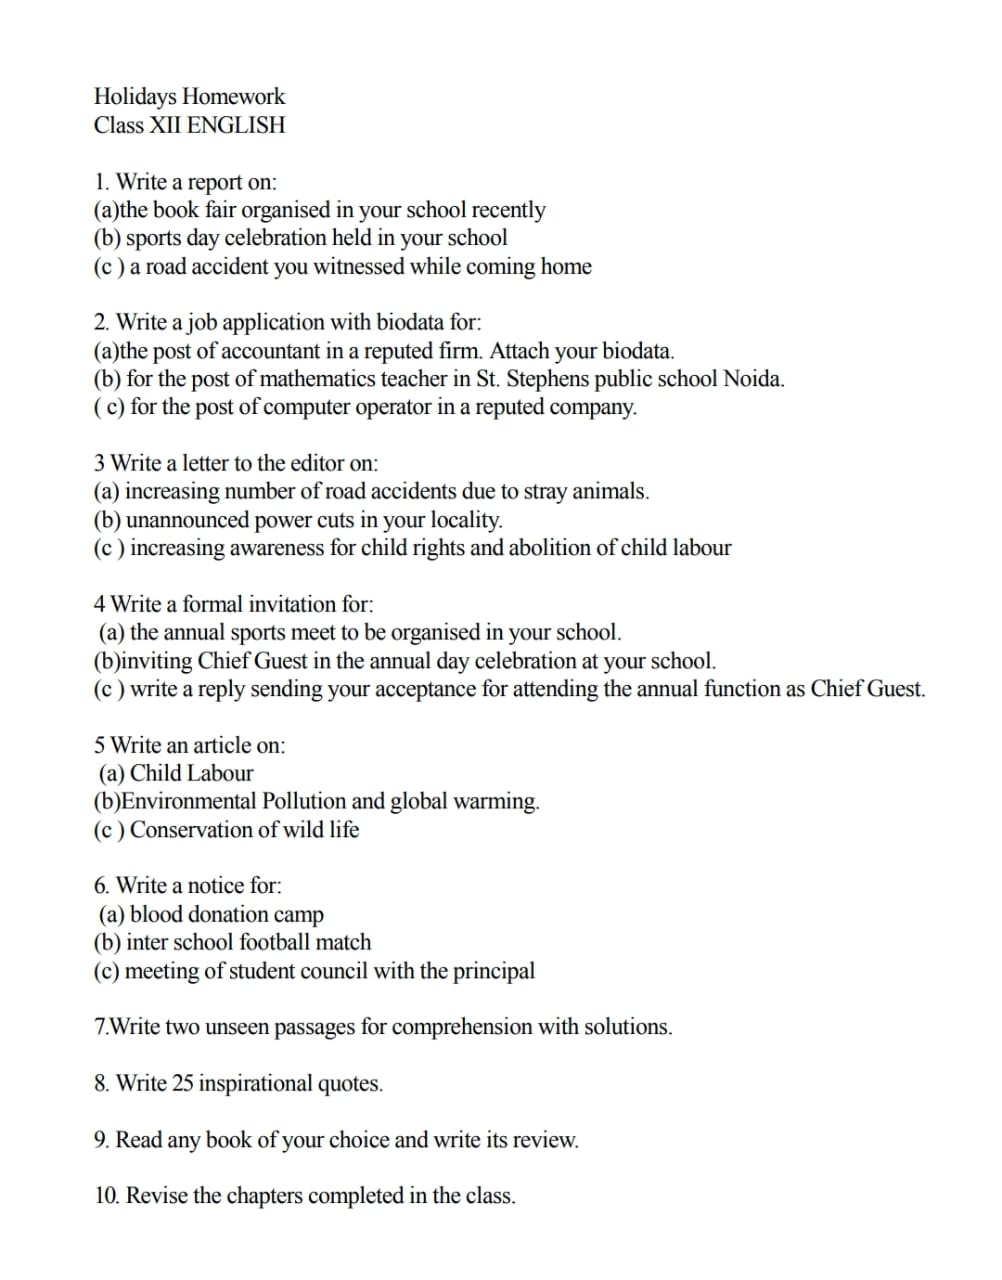 Holidays Homework
Class XII ENGLISH
1. Write a report on:
(a)the book fair organised in your school recently
(b) sports day celebration held in your school
(c ) a road accident you witnessed while coming home
2. Write a job application with biodata for:
(a)the post of accountant in a reputed firm. Attach your biodata.
(b) for the post of mathematics teacher in St. Stephens public school Noida.
( c) for the post of computer operator in a reputed company.
3 Write a letter to the editor on:
(a) increasing number of road accidents due to stray animals.
(b) unannounced power cuts in your locality.
(c ) increasing awareness for child rights and abolition of child labour
4 Write a formal invitation for:
(a) the annual sports meet to be organised in your school.
(b)inviting Chief Guest in the annual day celebration at your school.
(c ) write a reply sending your acceptance for attending the annual function as Chief Guest.
5 Write an article on:
(a) Child Labour
(b)Environmental Pollution and global warming.
(c ) Conservation of wild life
6. Write a notice for:
(a) blood donation camp
(b) inter school football match
(c) meeting of student council with the principal
7.Write two unseen passages for comprehension with solutions.
8. Write 25 inspirational quotes.
9. Read any book of your choice and write its review.
10. Revise the chapters completed in the class.